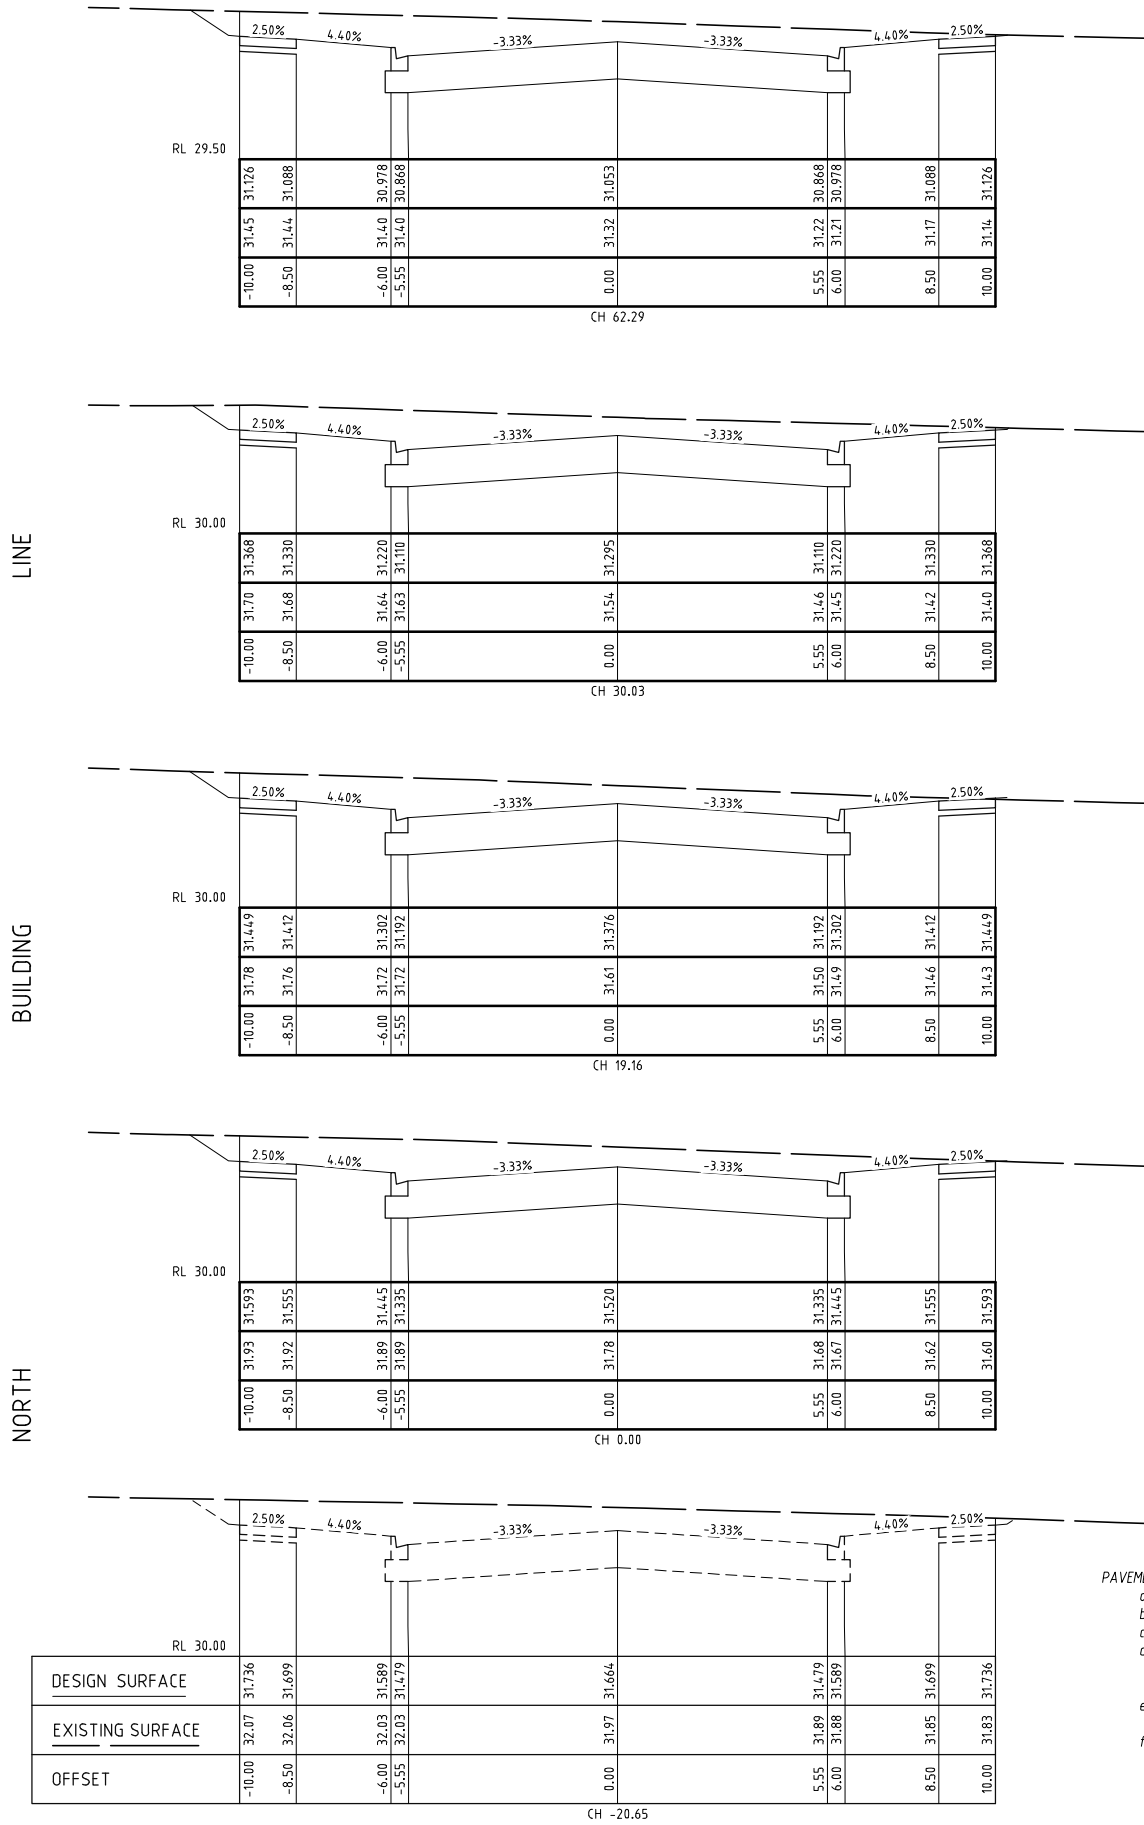 2.50% 4.40% -3.33% -3.33% 4.40% 2.50%
RL 29.50
31.126 31.088 30.978 30.868 31.053 30.868 30.978 31.088 31.126
31.45 31.44 31.40 31.40 31.32 31.22 31.21 31.17 31.14
-10.00 -8.50 -6.00 -5.55 0.00 5.55 6.00 8.50 10.00
CH 62.29
2.50% 4.40% -3.33% -3.33% 4.40% 2.50%
LINE
RL 30.00
31.368 31.330 31.220 31.110 31.295 31.110 31.220 31.330 31.368
31.70 31.68 31.64 31.63 31.54 31.46 31.45 31.42 31.40
-10.00 -8.50 -6.00 -5.55 0.00 5.55 6.00 8.50 10.00
CH 30.03
2.50% 4.40% -3.33% -3.33% 4.40% 2.50%
BUILDING
RL 30.00
31.449 31.412 31.302 31.192 31.376 31.192 31.302 31.412 31.449
31.78 31.76 31.72 31.72 31.61 31.50 31.49 31.46 31.43
-10.00 -8.50 -6.00 -5.55 0.00 5.55 6.00 8.50 10.00
CH 19.16
2.50% 4.40% -3.33% -3.33% 4.40% 2.50%
NORTH
RL 30.00
31.593 31.555 31.445 31.335 31.520 31.335 31.445 31.555 31.593
31.93 31.92 31.89 31.89 31.78 31.68 31.67 31.62 31.60
-10.00 -8.50 -6.00 -5.55 0.00 5.55 6.00 8.50 10.00
CH 0.00
2.50% 4.40% -3.33% -3.33% 4.40% 2.50%
RL 30.00
DESIGN SURFACE 31.736 31.699 31.589 31.479 31.664 31.479 31.589 31.699 31.736
EXISTING SURFACE 32.07 32.06 32.03 32.03 31.97 31.89 31.88 31.85 31.83
OFFSET -10.00 -8.50 -6.00 -5.55 0.00 5.55 6.00 8.50 10.00
CH -20.65
PAVEME
b
e
f